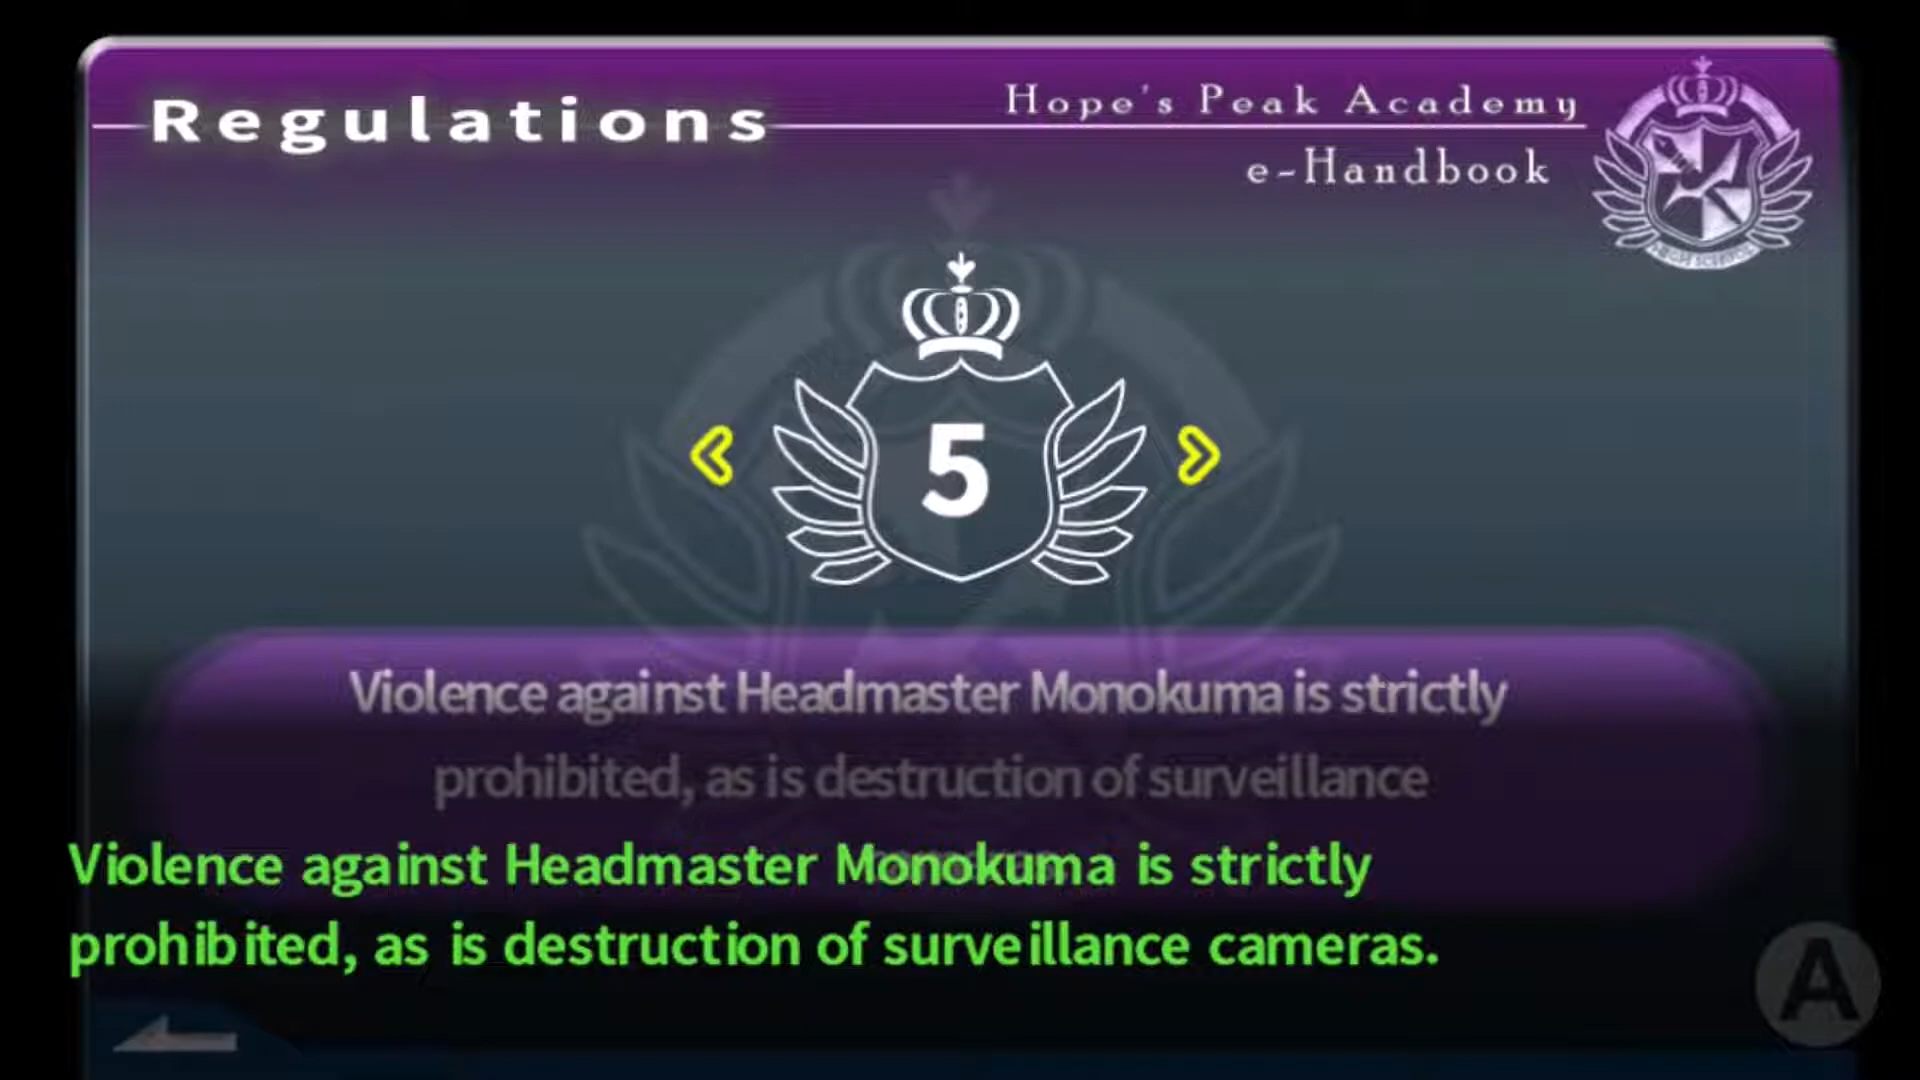 Regulations
Hope's Peak Academy
e-Handbook
5
Violence against Headmaster Monokuma is strictly
prohibited, as is destruction of surveillance
Violence against Headmaster Monokuma is strictly
prohibited, as is destruction of surveillance cameras.
A